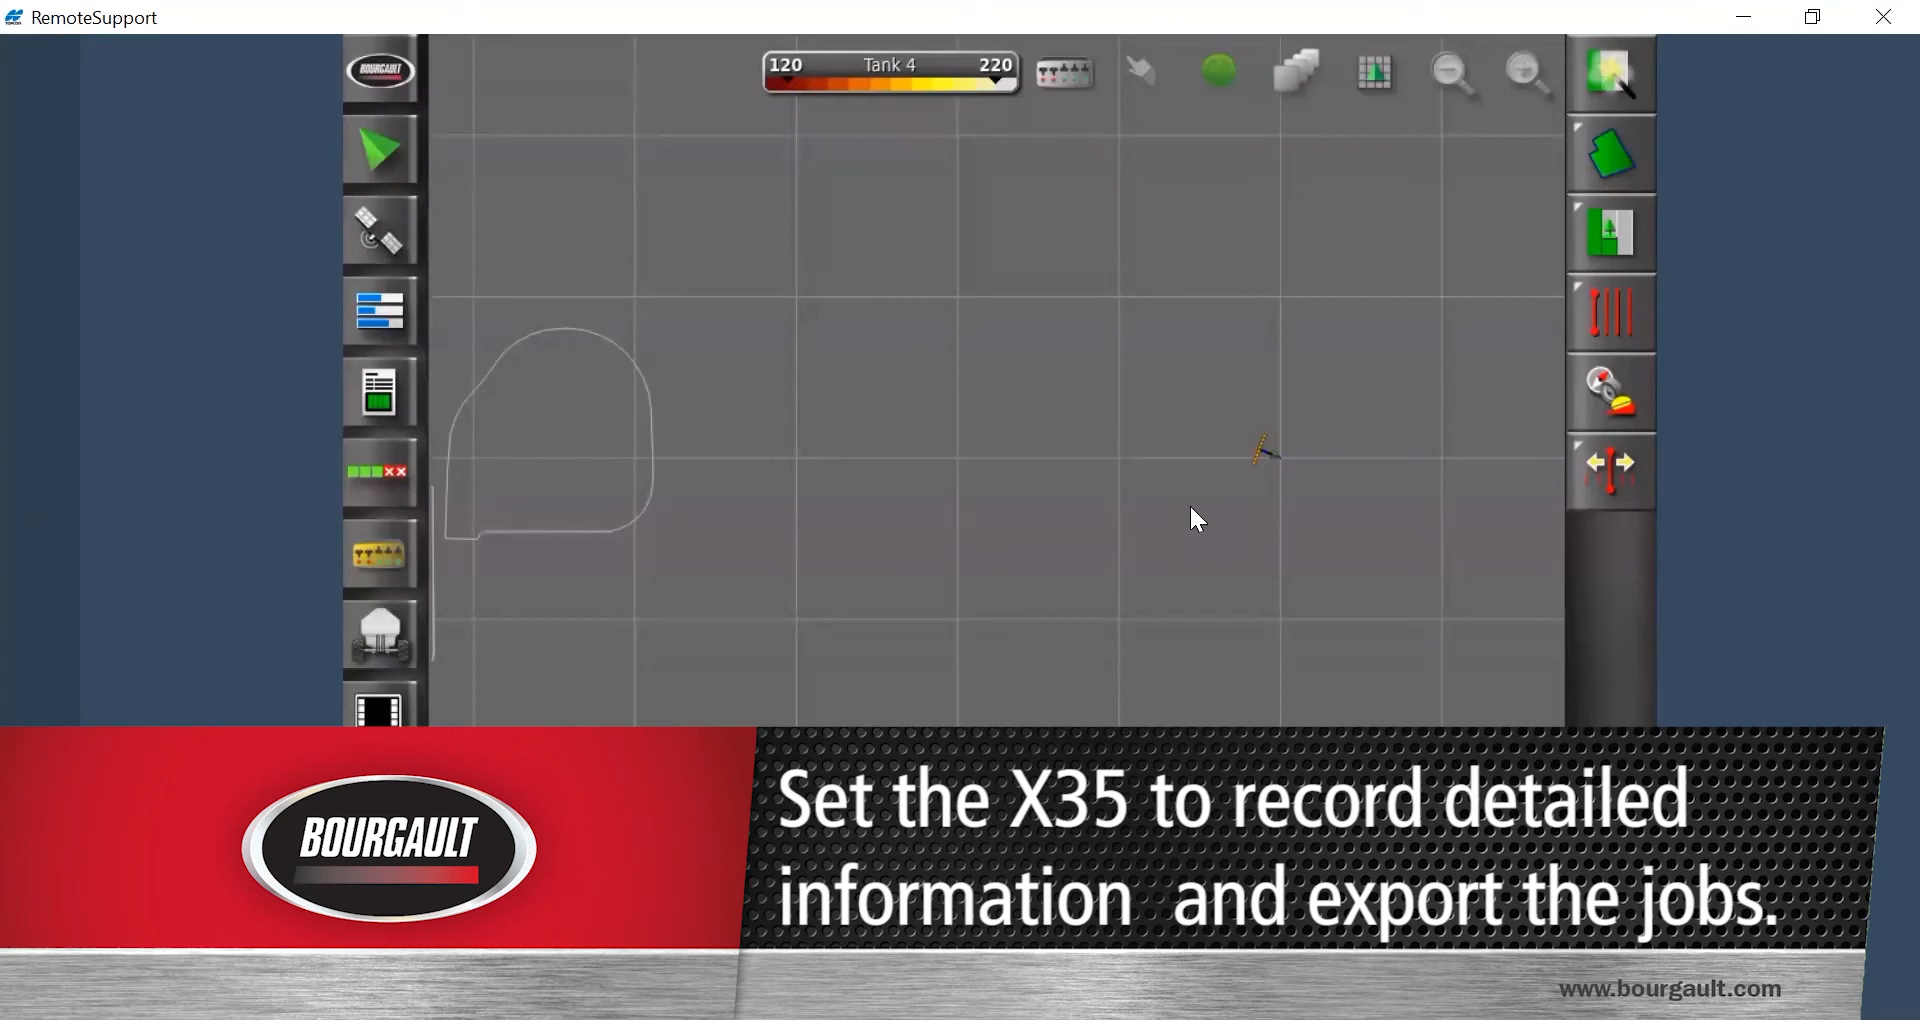 RemoteSupport
BOURGAULT
120 Tank 4 220
BOURGAULT
Set the X35 to record detailed
information and export the jobs.
www.bourgault.com